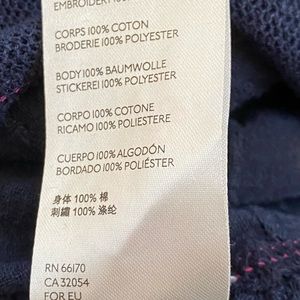 EMBROIDERY 100%
CORPS 100% COTON
BRODERIE 100% POLYESTER
BODY 100% BAUMWOLLE
STICKEREI 100% POLYESTER
CORPO 100% COTONE
RICAMO 100% POLIESTERE
CUERPO 100% ALGODÓN
BORDADO 100% POLIÉSTER
身体 100% 棉
刺繡 100% 涤纶
RN 66170
CA 32054
FOR EU